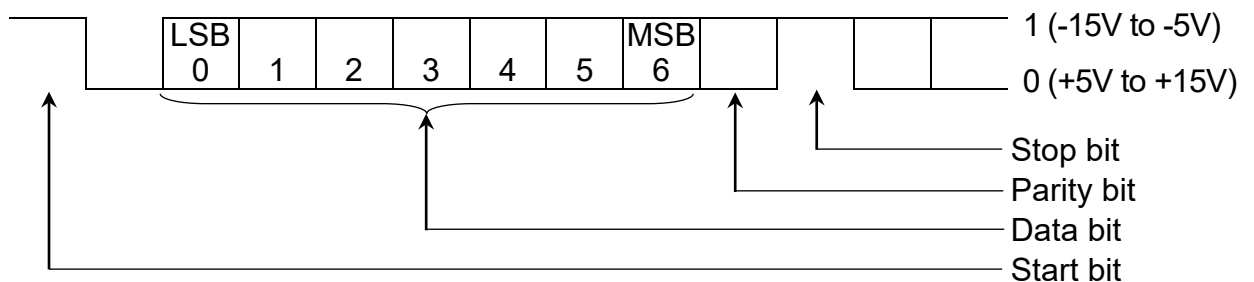 LSB MSB 1 (-15V to -5V)
0 1 2 3 4 5 6 0 (+5V to +15V)
Stop bit
Parity bit
Data bit
Start bit